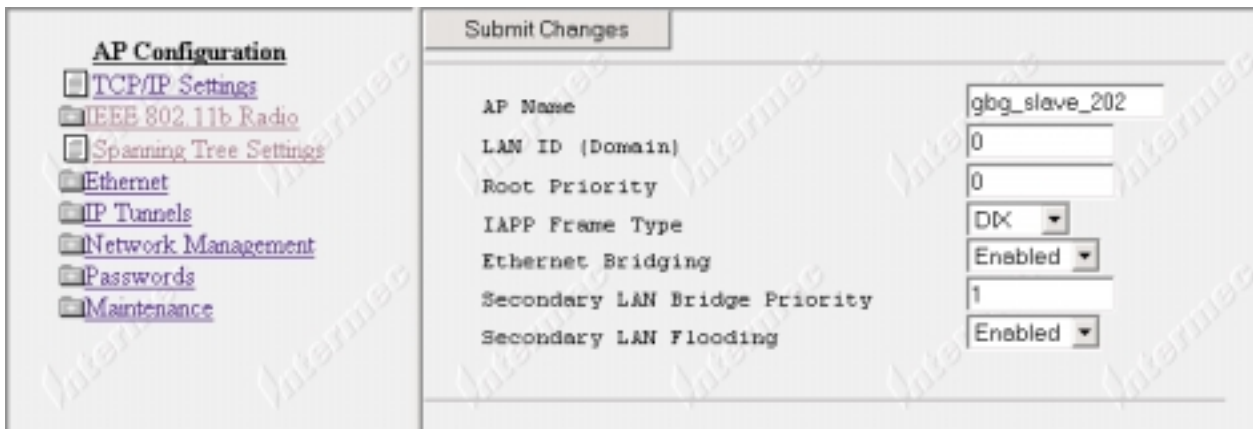 AP Configuration
TCP/IP Settings
IEEE 802.11b Radio
Spanning Tree Settings
Ethernet
IP Tunnels
Network Management
Passwords
Maintenance
Submit Changes
AP Name gbg_slave_202
LAN ID (Domain) 0
Root Priority 0
IAPP Frame Type DIX
Ethernet Bridging Enabled
Secondary LAN Bridge Priority 1
Secondary LAN Flooding Enabled
Intermec